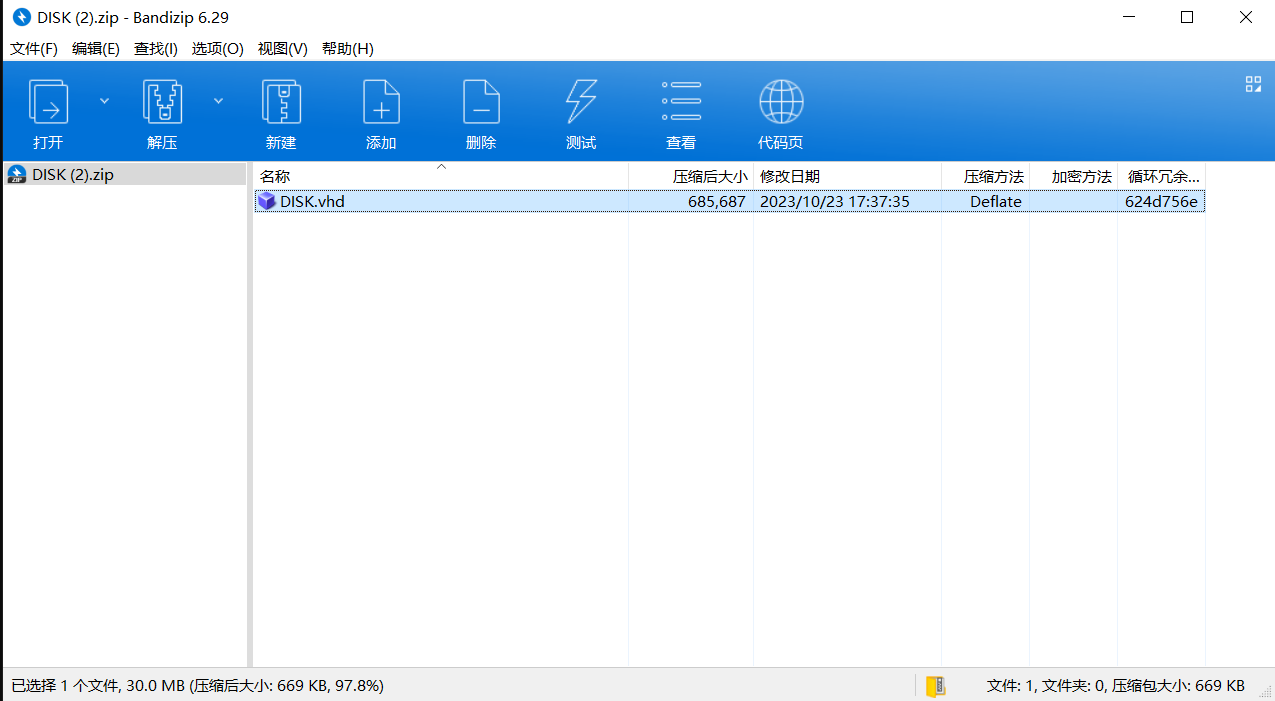 DISK (2).zip - Bandizip 6.29
文件(F) 编辑(E) 查找(I) 选项(O) 视图(V) 帮助(H)
打开 解压 新建 添加 删除 测试 查看 代码页
DISK (2).zip
名称 压缩后大小 修改日期 压缩方法 加密方法 循环冗余...
DISK.vhd 685,687 2023/10/23 17:37:35 Deflate 624d756e
已选择 1 个文件, 30.0 MB (压缩后大小: 669 KB, 97.8%) 文件: 1, 文件夹: 0, 压缩包大小: 669 KB